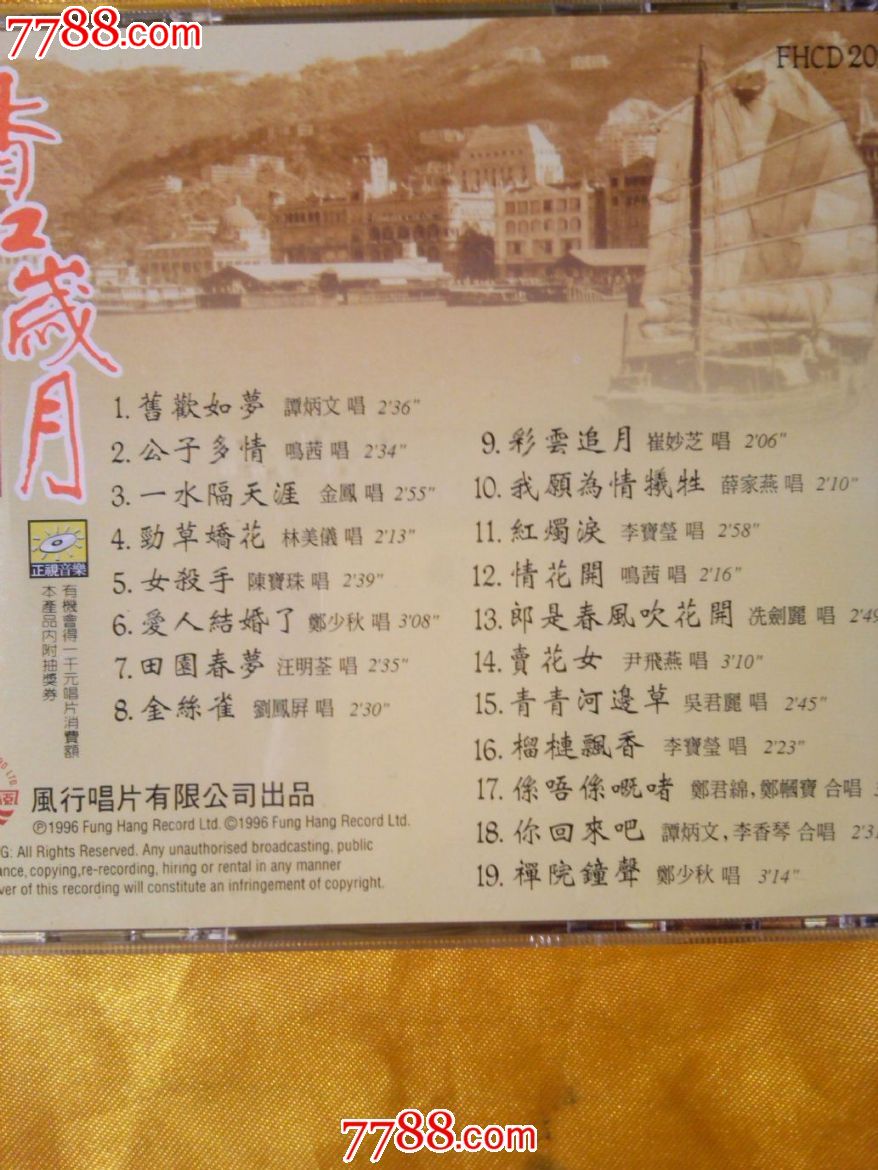 7788.com
FHCD 20
歲月
1. 舊歡如夢 譚炳文 唱 2'36"
2. 公子多情 鳴茜 唱 2'34"
3. 一水隔天涯 金鳳 唱 2'55"
4. 勁草嬌花 林美儀 唱 2'13"
5. 女殺手 陳寶珠 唱 2'39"
6. 愛人結婚了 鄭少秋 唱 3'08"
7. 田園春夢 汪明荃 唱 2'35"
8. 金絲雀 劉鳳屏 唱 2'30"
9. 彩雲追月 崔妙芝 唱 2'06"
10. 我願為情犧牲 薛家燕 唱 2'10"
11. 紅燭淚 李寶瑩 唱 2'58"
12. 情花開 鳴茜 唱 2'16"
13. 郎是春風吹花開 冼劍麗 唱 2'49
14. 賣花女 尹飛燕 唱 3'10"
15. 青青河邊草 吳君麗 唱 2'45"
16. 榴槤飄香 李寶瑩 唱 2'23"
17. 係唔係嘅啫 鄭君綿, 鄭幗寶 合唱
18. 你回來吧 譚炳文, 李香琴 合唱 2'31
19. 禪院鐘聲 鄭少秋 唱 3'14"
正視音樂
有機會得一千元唱片消費額
本產品內附抽獎券
風行唱片有限公司出品
℗1996 Fung Hang Record Ltd. ©1996 Fung Hang Record Ltd.
G: All Rights Reserved. Any unauthorised broadcasting, public
ance, copying,re-recording, hiring or rental in any manner
ver of this recording will constitute an infringement of copyright.
7788.com